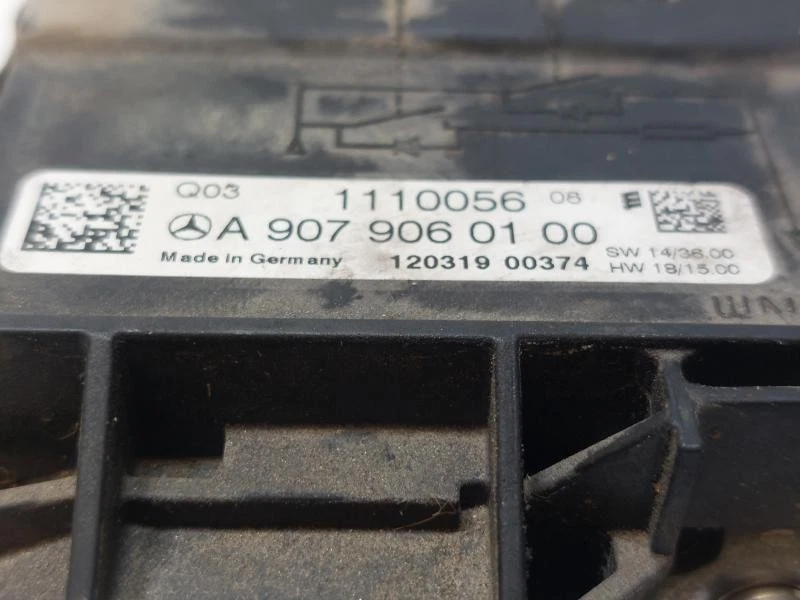 Q03 1110056 08
A 907 906 01 00
SW 14/36.00
Made in Germany 120319 00374 HW 18/15.00